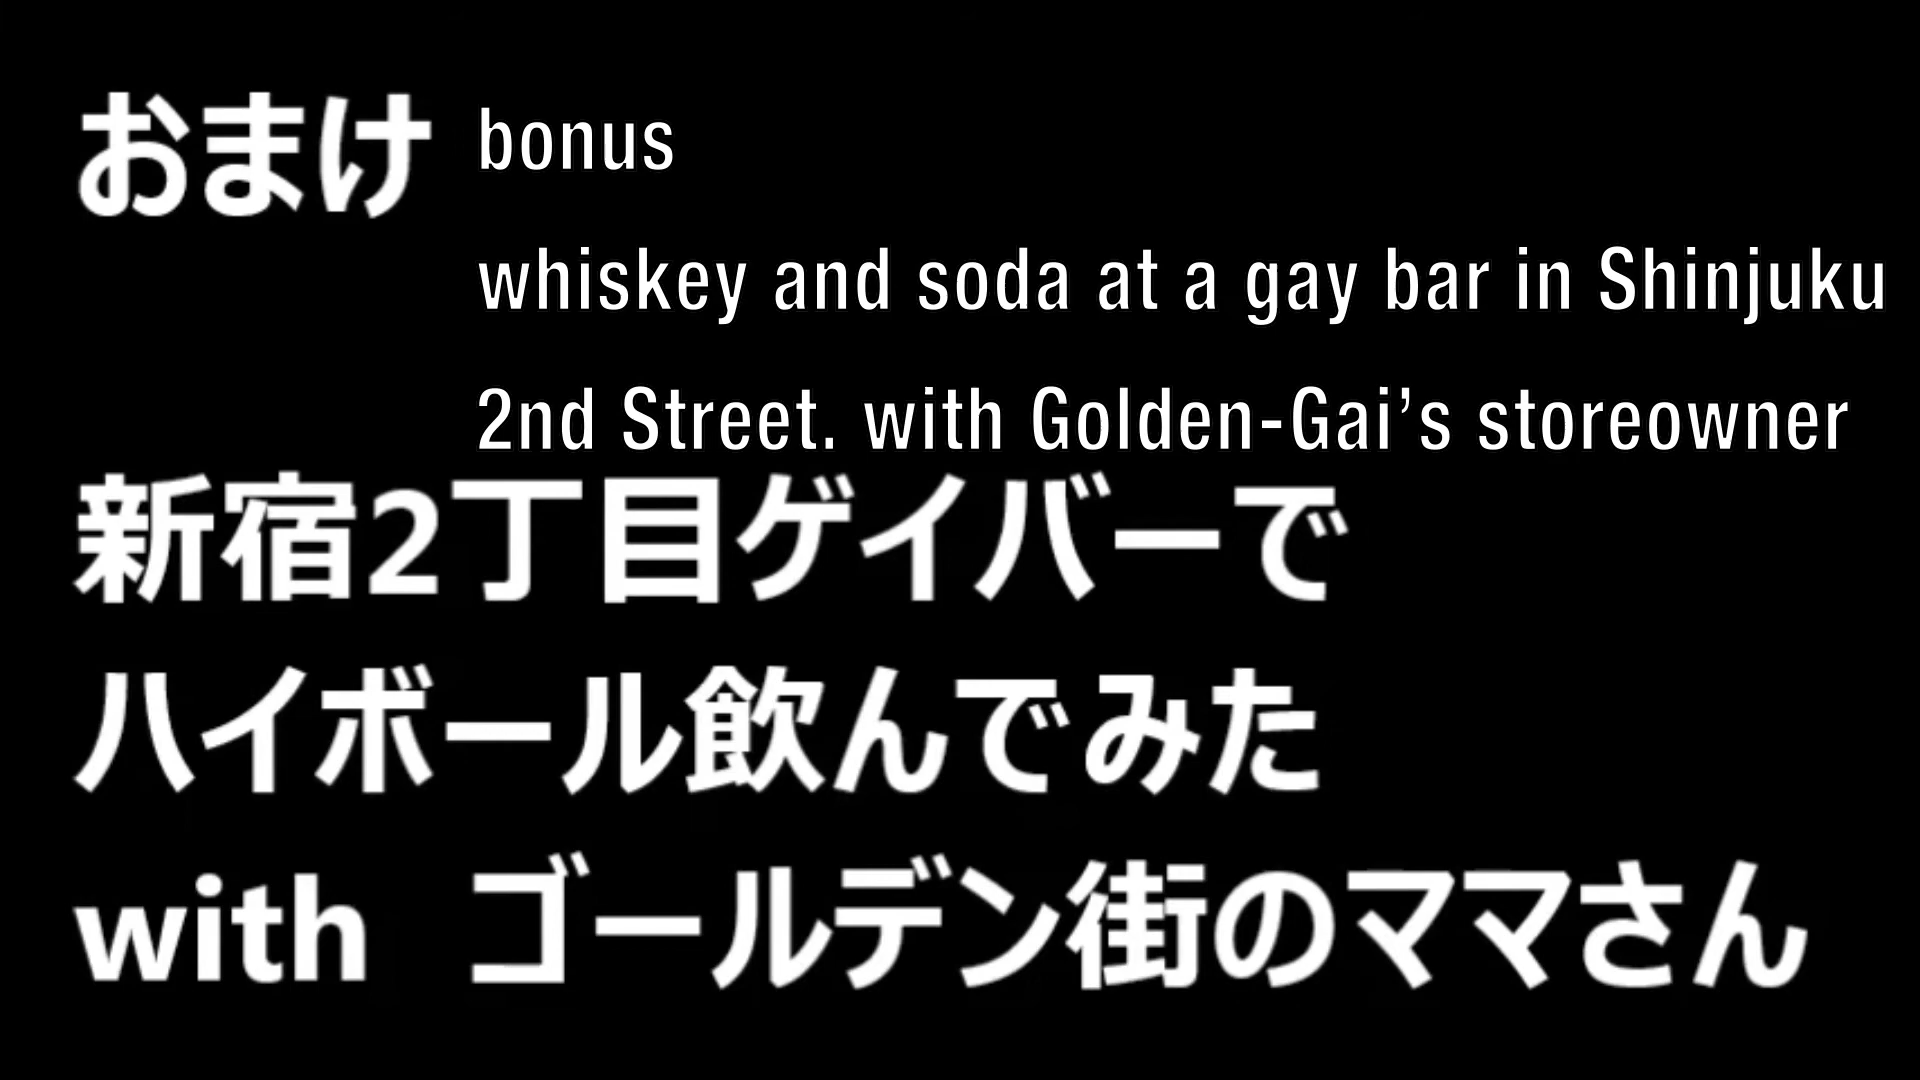 おまけ bonus
whiskey and soda at a gay bar in Shinjuku
2nd Street. with Golden-Gai’s storeowner
新宿2丁目ゲイバーで
ハイボール飲んでみた
with ゴールデン街のママさん